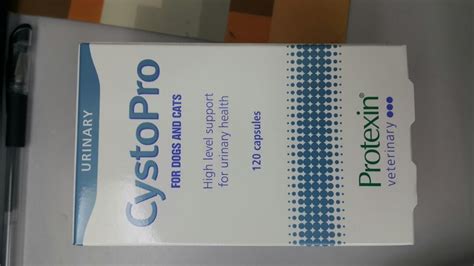 URINARY
CystoPro
FOR DOGS AND CATS
High level support
for urinary health
120 capsules
Protexin®
veterinary